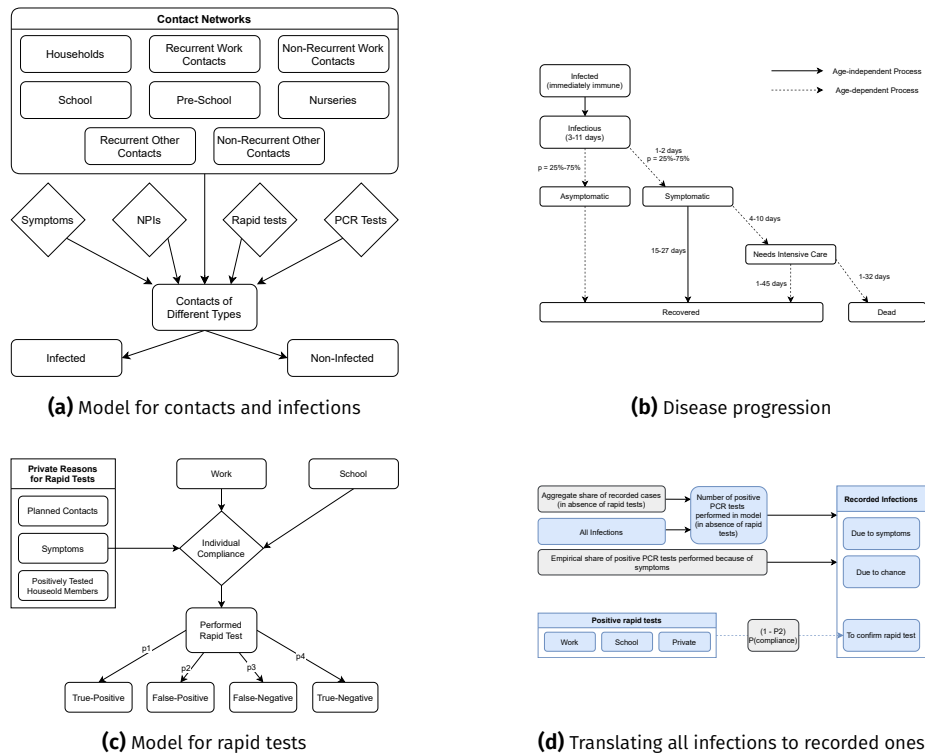 Contact Networks
Households
Recurrent Work
Contacts
Non-Recurrent Work
Contacts
School
Pre-School
Nurseries
Recurrent Other
Contacts
Non-Recurrent Other
Contacts
Symptoms
NPIs
Rapid tests
PCR Tests
Contacts of
Different Types
Infected
Non-Infected
(a) Model for contacts and infections
Infected
(immediately immune)
Age-independent Process
Age-dependent Process
Infectious
(3-11 days)
p = 25%-75%
1-2 days
p = 25%-75%
Asymptomatic
Symptomatic
4-10 days
15-27 days
Needs Intensive Care
1-45 days
1-32 days
Recovered
Dead
(b) Disease progression
Private Reasons
for Rapid Tests
Planned Contacts
Symptoms
Positively Tested
Househould Members
Work
School
Individual
Compliance
Performed
Rapid Test
p1
p2
p3
p4
True-Positive
False-Positive
False-Negative
True-Negative
(c) Model for rapid tests
Aggregate share of recorded cases
(in absence of rapid tests)
All Infections
Number of positive
PCR tests
performed in model
(in absence of rapid
tests)
Empirical share of positive PCR tests performed because of
symptoms
Recorded Infections
Due to symptoms
Due to chance
To confirm rapid test
Positive rapid tests
Work
School
Private
(1 - P2)
P(compliance)
(d) Translating all infections to recorded ones